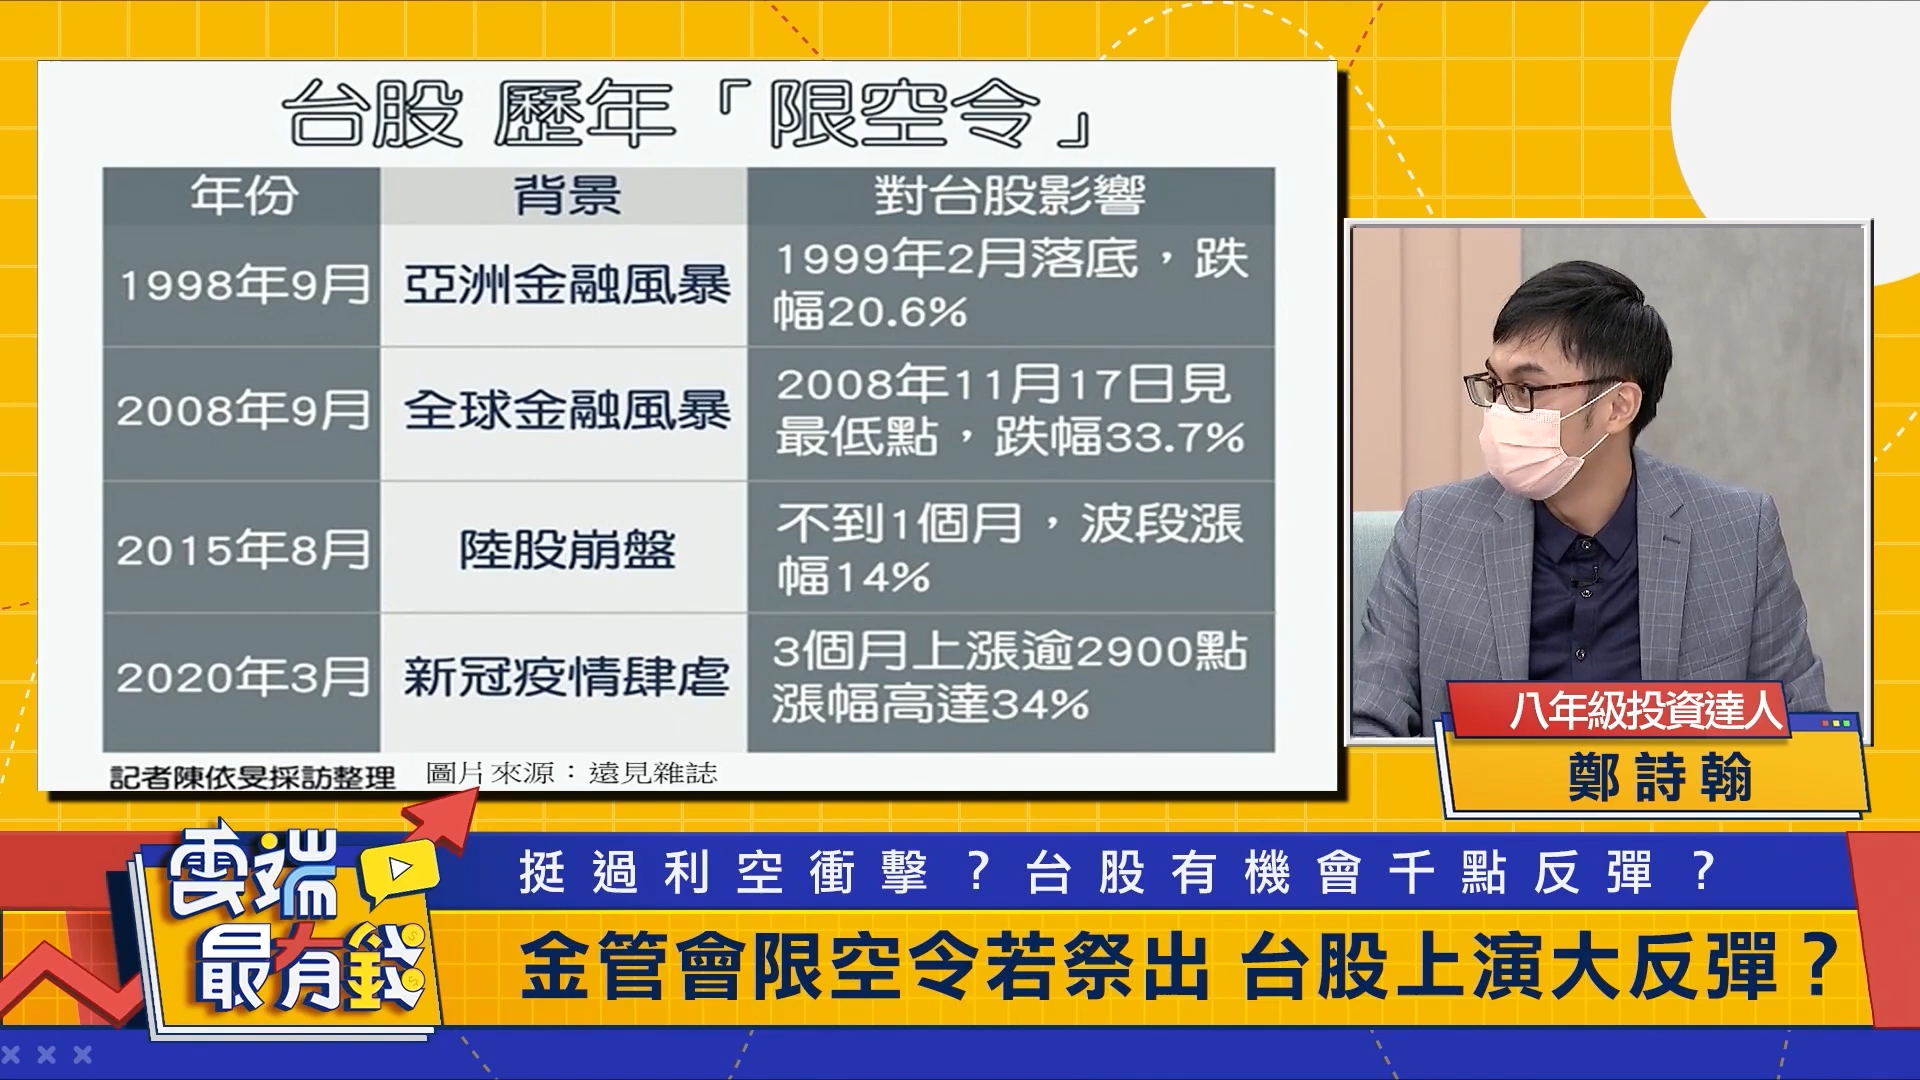 台股 歷年「限空令」
年份 背景 對台股影響
1998年9月 亞洲金融風暴 1999年2月落底，跌
幅20.6%
2008年9月 全球金融風暴 2008年11月17日見
最低點，跌幅33.7%
2015年8月 陸股崩盤 不到1個月，波段漲
幅14%
2020年3月 新冠疫情肆虐 3個月上漲逾2900點
漲幅高達34%
記者陳依旻採訪整理 圖片來源：遠見雜誌
八年級投資達人
鄭詩翰
雲端
最有錢
挺過利空衝擊？台股有機會千點反彈？
金管會限空令若祭出 台股上演大反彈？